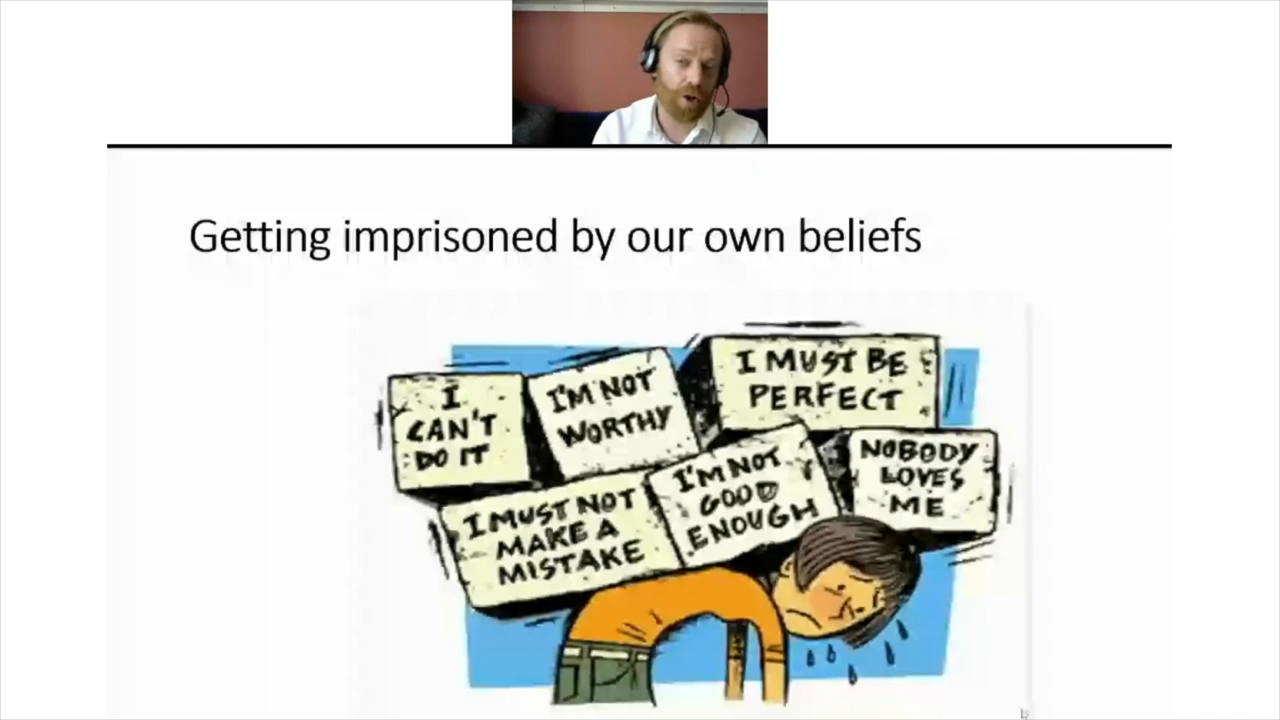 Getting imprisoned by our own beliefs
I
CAN'T
DO IT
I'M NOT
WORTHY
I MUST BE
PERFECT
I MUST NOT
MAKE A
MISTAKE
I'M NOT
GOOD
ENOUGH
NOBODY
LOVES
ME